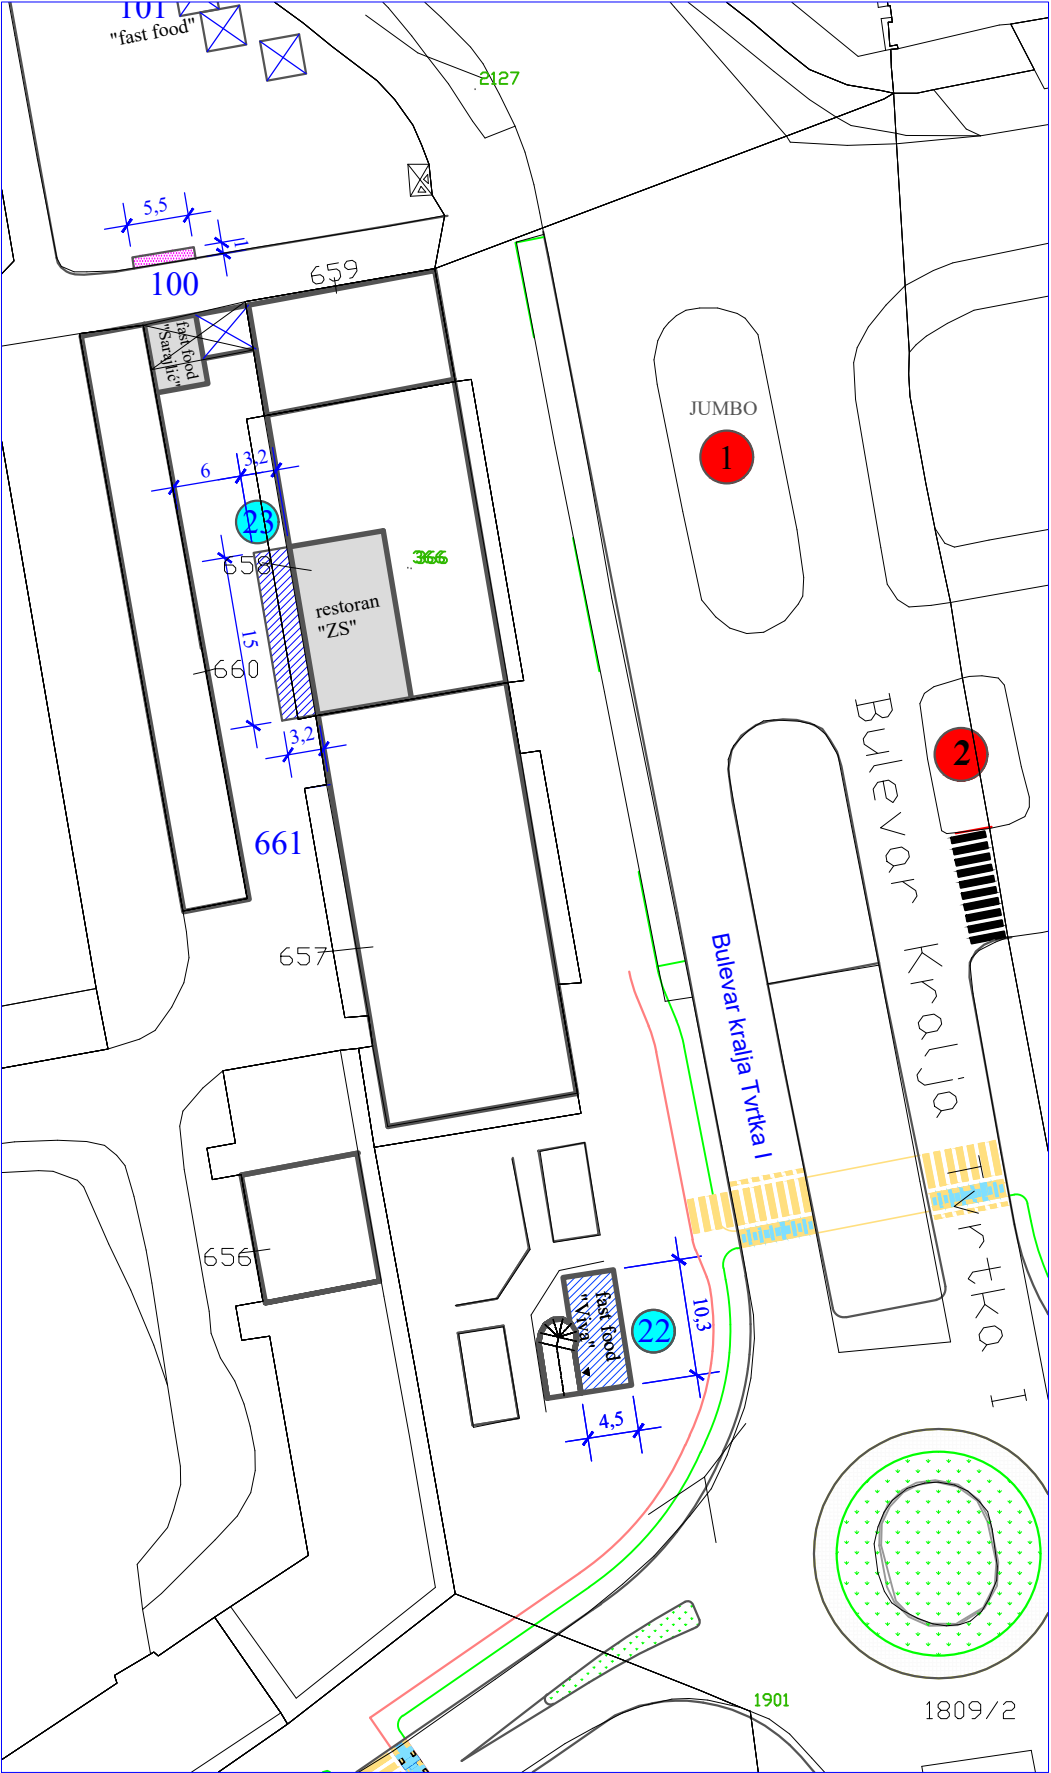 101
"fast food"
2127
5,5
1
100
659
fast food
"Sarajlić"
JUMBO
1
6
3,2
23
658
366
restoran
"ZS"
15
660
3,2
661
657
2
Bulevar Kralja Tvrtka I
Bulevar kralja Tvrtka I
656
fast food
"Viva"
22
10,3
4,5
1901
1809/2